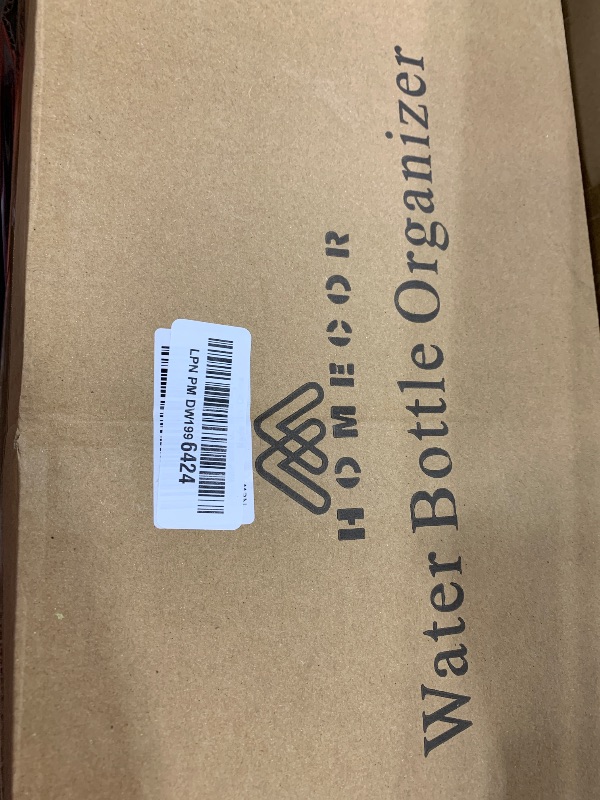 HOMECOR
Water Bottle Organizer
LPN PM DW1996424